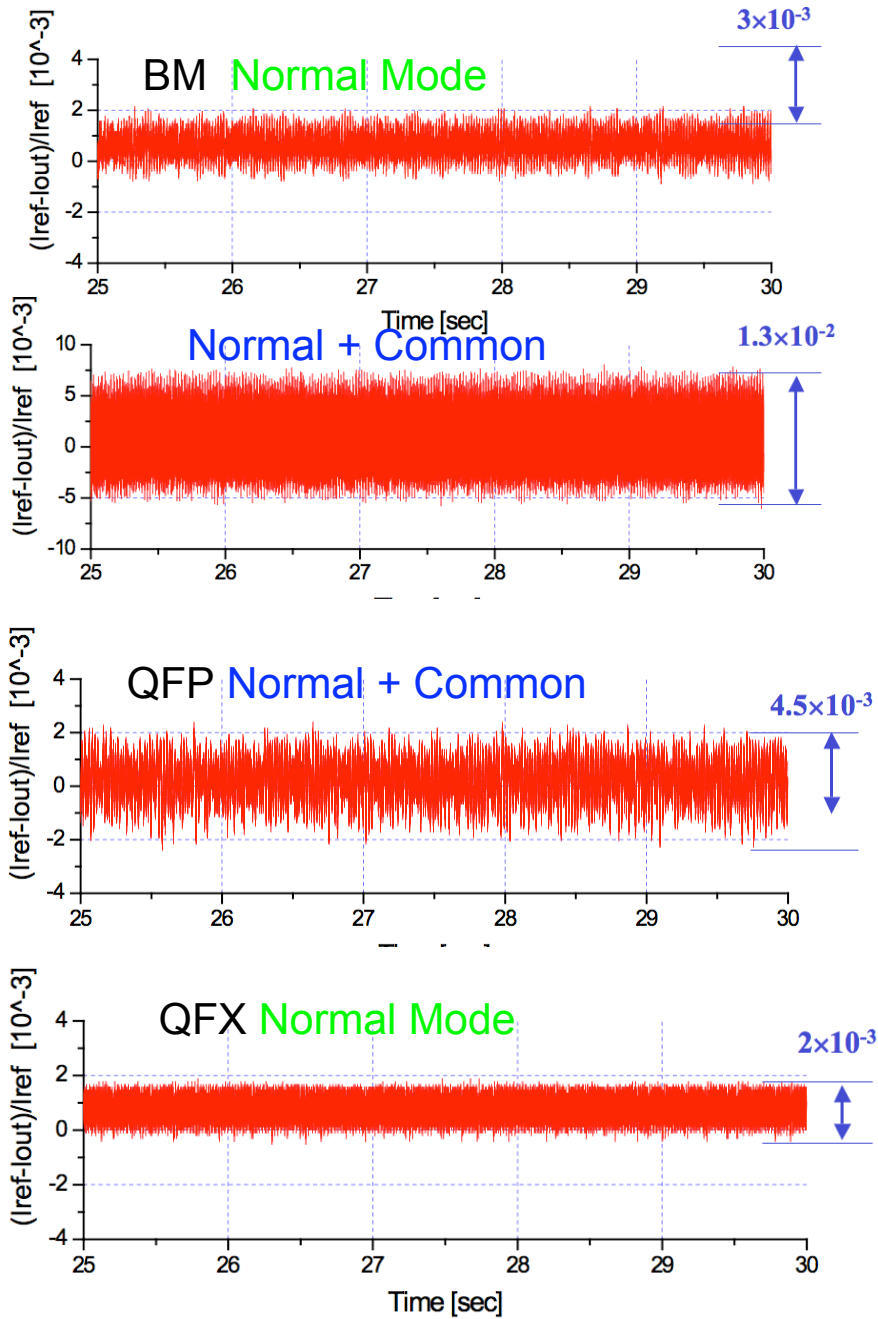 3×10⁻³
(Iref-Iout)/Iref [10^-3]
BM Normal Mode
4
2
0
-2
-4
25 26 27 28 29 30
Time [sec]
(Iref-Iout)/Iref [10^-3]
Normal + Common
1.3×10⁻²
10
5
0
-5
-10
25 26 27 28 29 30
(Iref-Iout)/Iref [10^-3]
QFP Normal + Common
4.5×10⁻³
4
2
0
-2
-4
25 26 27 28 29 30
(Iref-Iout)/Iref [10^-3]
QFX Normal Mode
2×10⁻³
4
2
0
-2
-4
25 26 27 28 29 30
Time [sec]